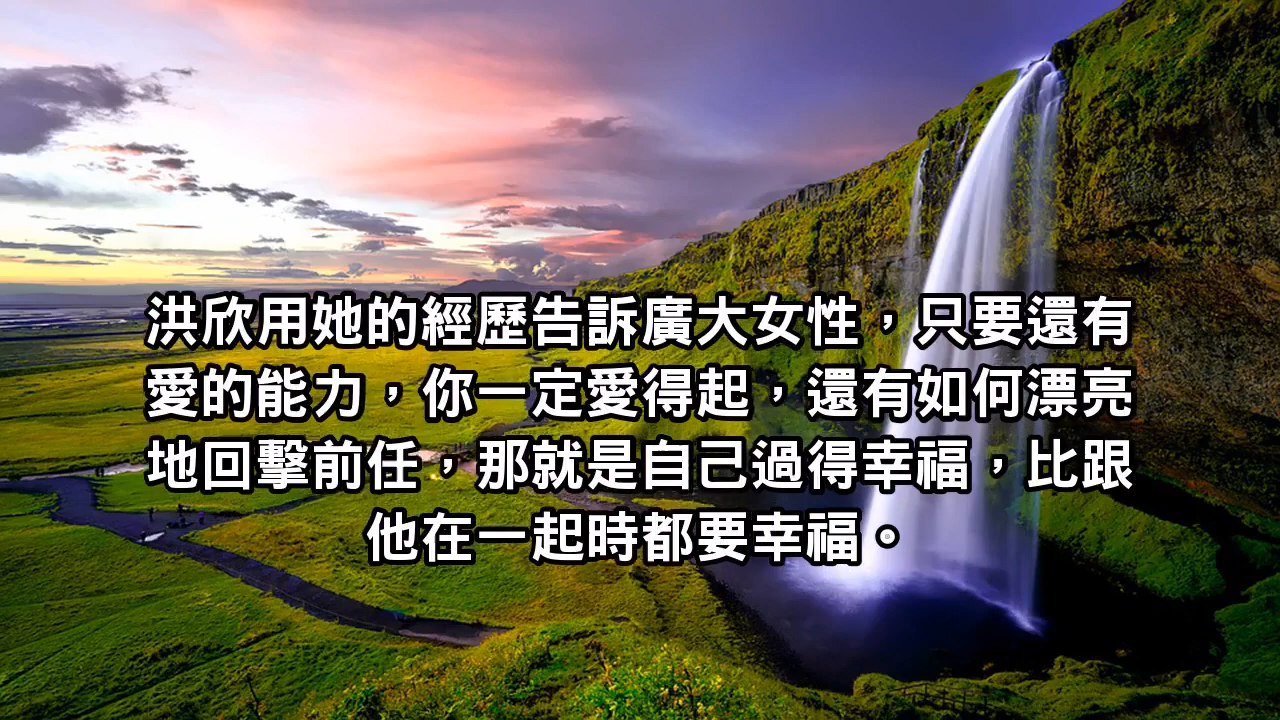 洪欣用她的經歷告訴廣大女性，只要還有
愛的能力，你一定愛得起，還有如何漂亮
地回擊前任，那就是自己過得幸福，比跟
他在一起時都要幸福。